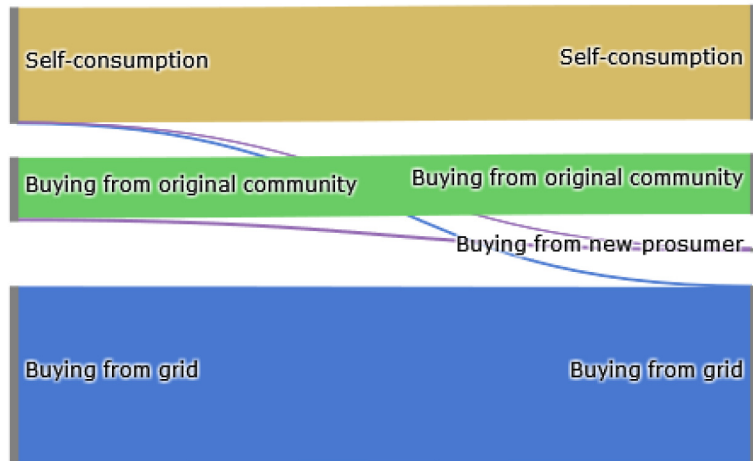 Self-consumption
Self-consumption
Buying from original community
Buying from original community
Buying from new prosumer
Buying from grid
Buying from grid